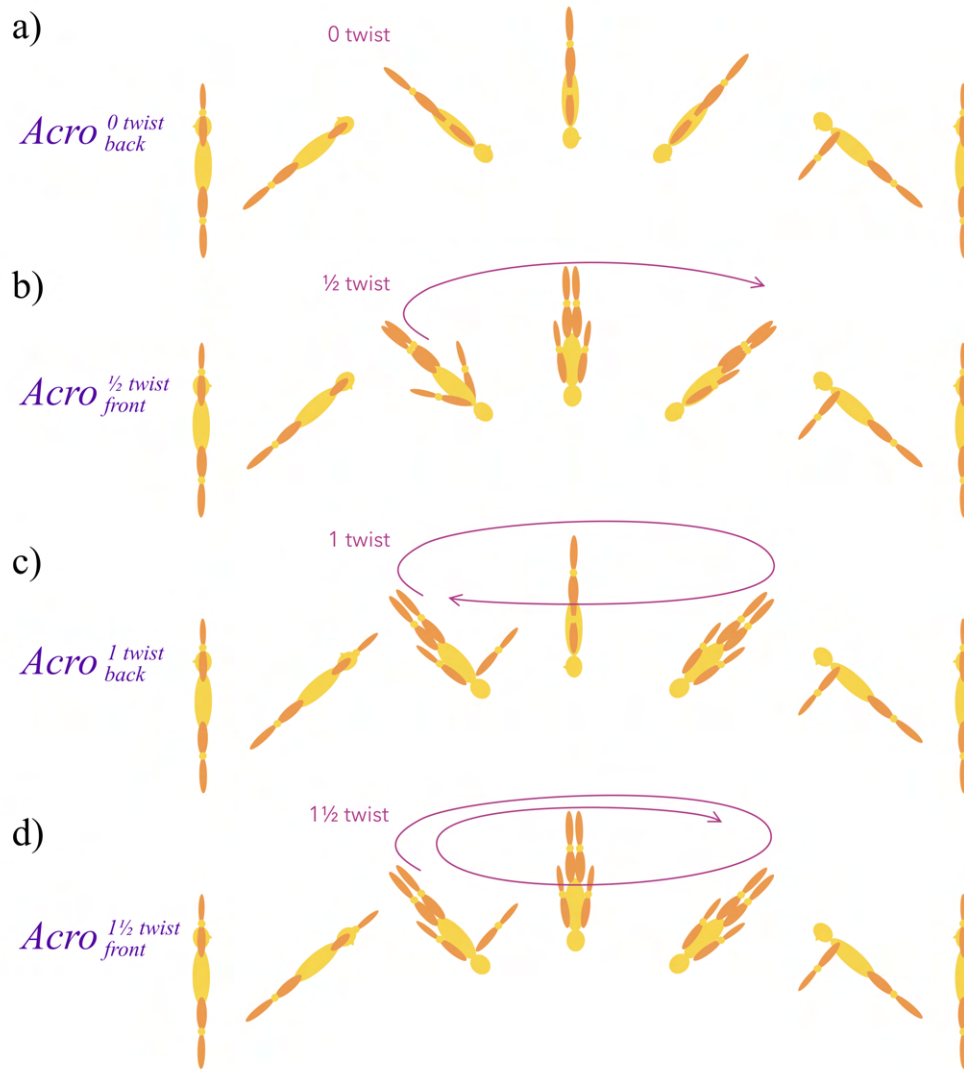 a)
0 twist
Acro 0 twist
back
b)
½ twist
Acro ½ twist
front
c)
1 twist
Acro 1 twist
back
d)
1½ twist
Acro 1½ twist
front